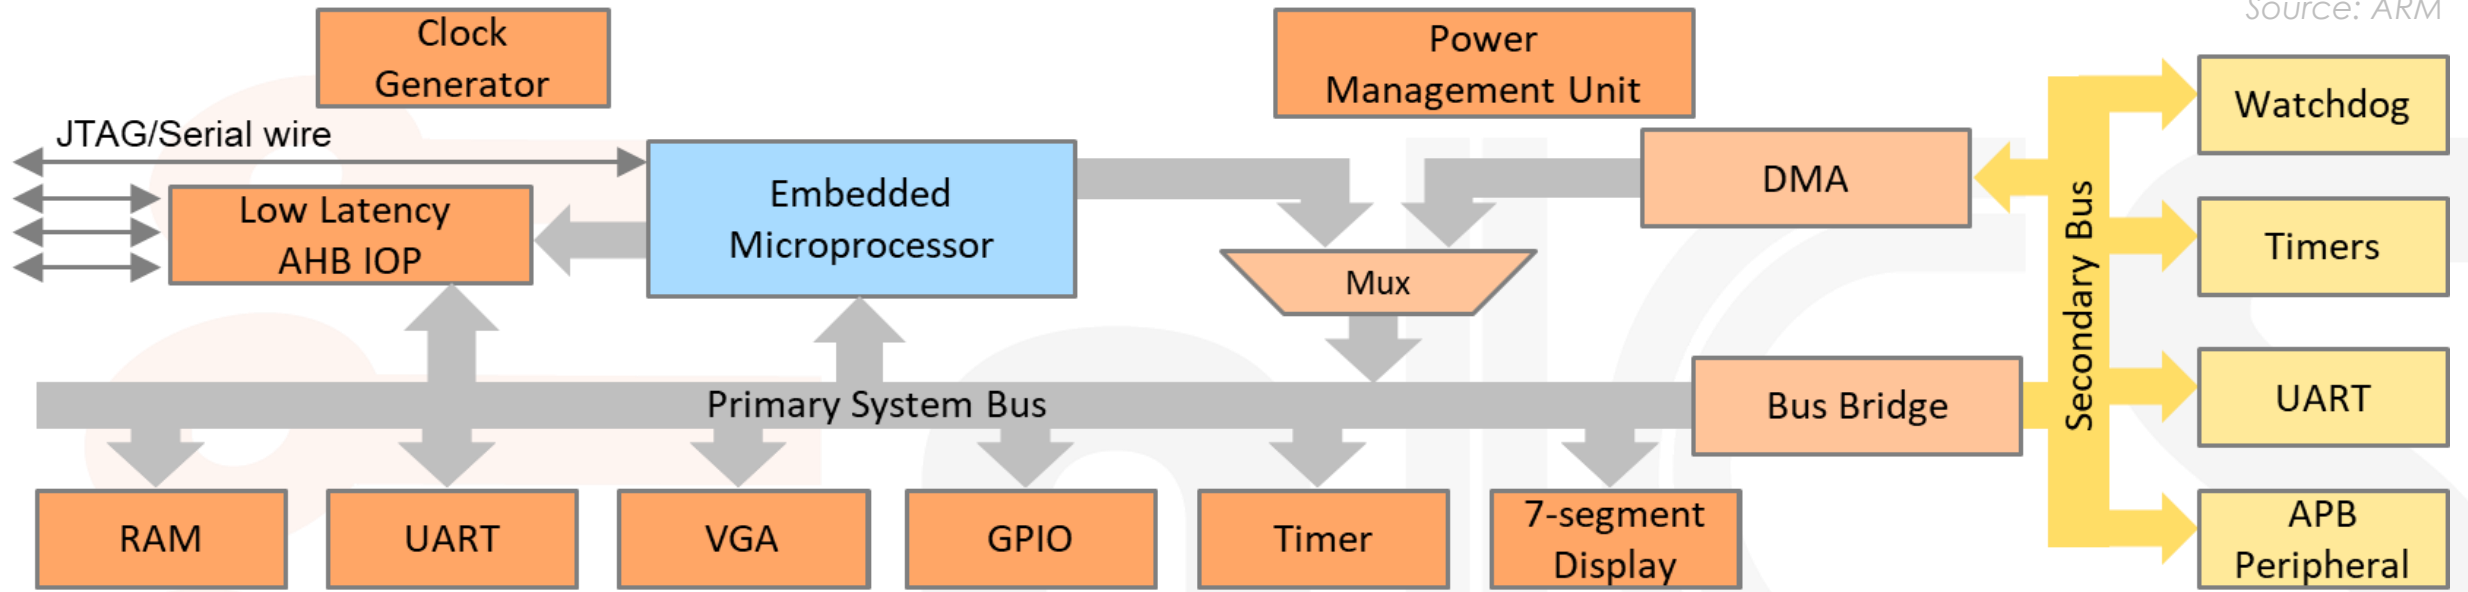 Source: ARM
Clock
Generator
Power
Management Unit
JTAG/Serial wire
Low Latency
AHB IOP
Embedded
Microprocessor
DMA
Mux
Primary System Bus
Bus Bridge
Secondary Bus
Watchdog
Timers
UART
APB
Peripheral
RAM
UART
VGA
GPIO
Timer
7-segment
Display